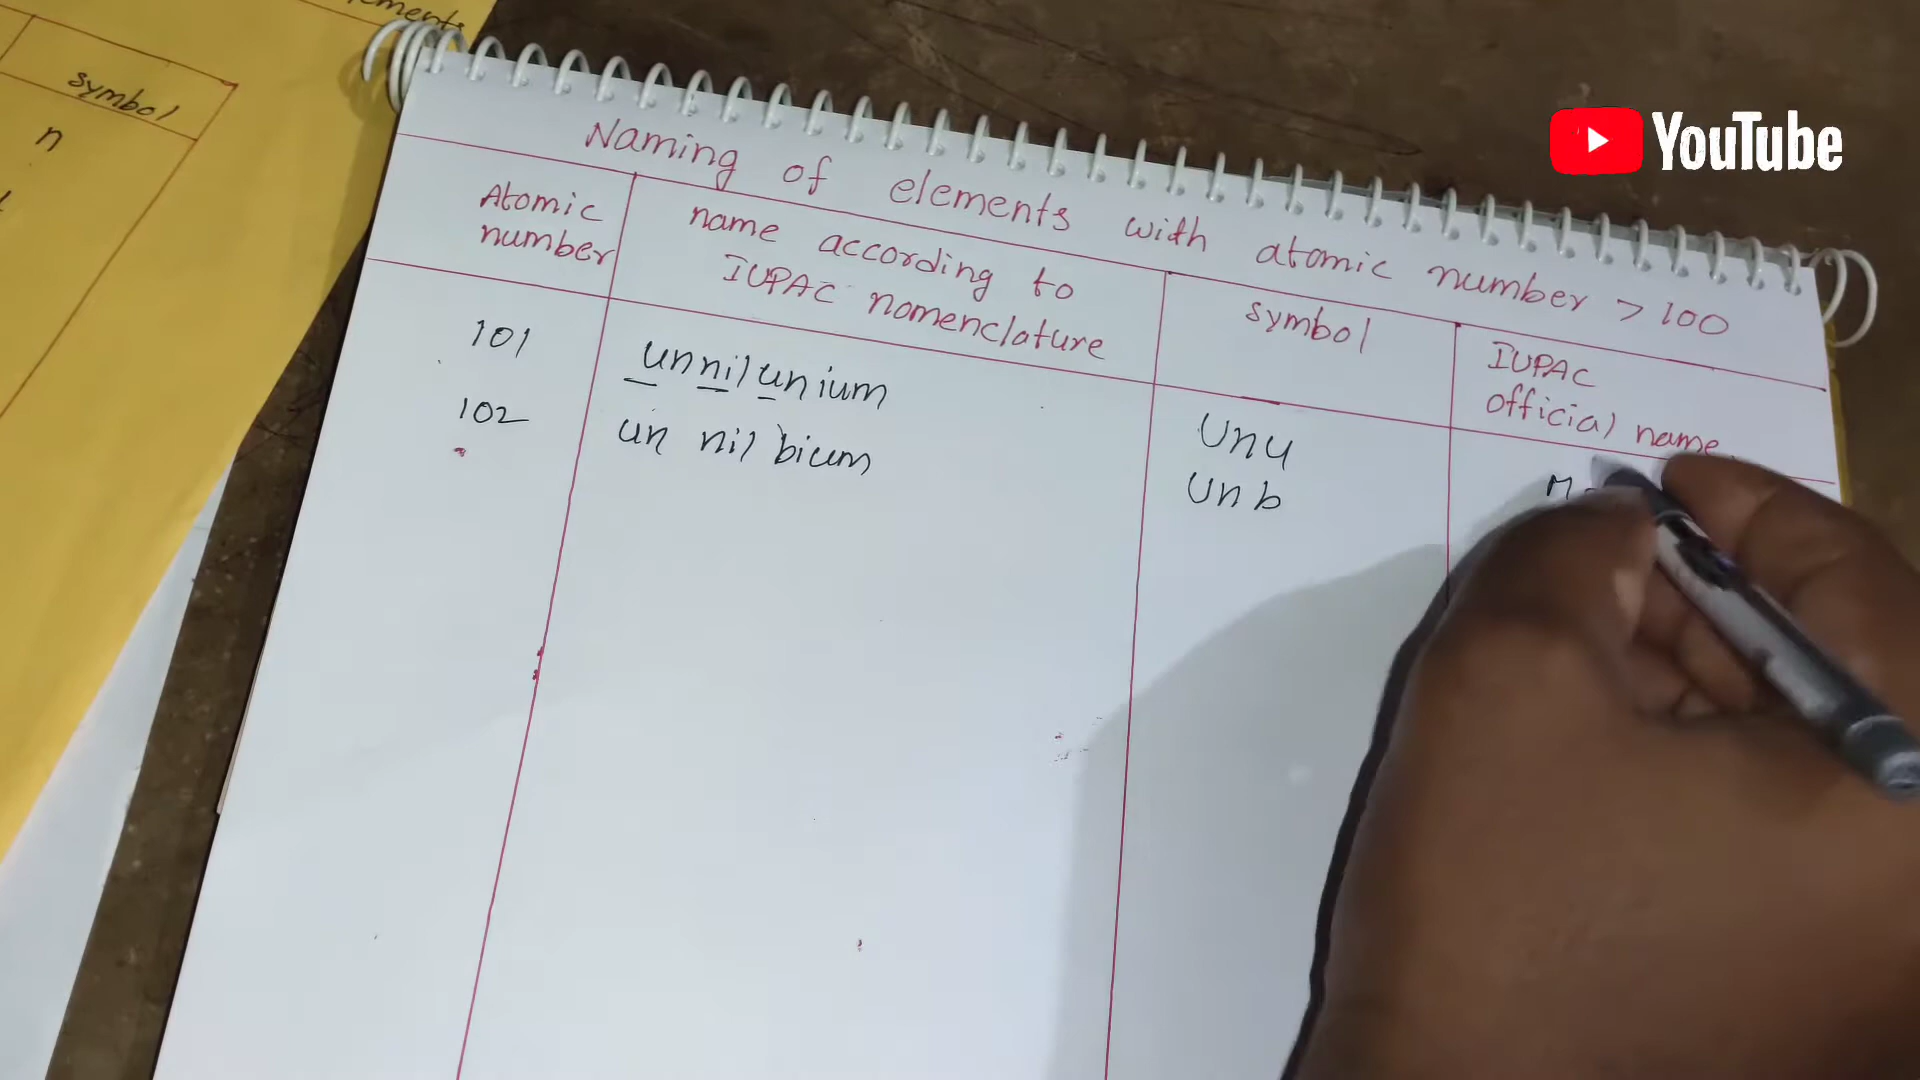 symbol
n
YouTube
Naming of elements with atomic number > 100
Atomic
number
name according to
IUPAC nomenclature
symbol
IUPAC
official name
101
unnilunium
Unu
102
un nil bium
Unb